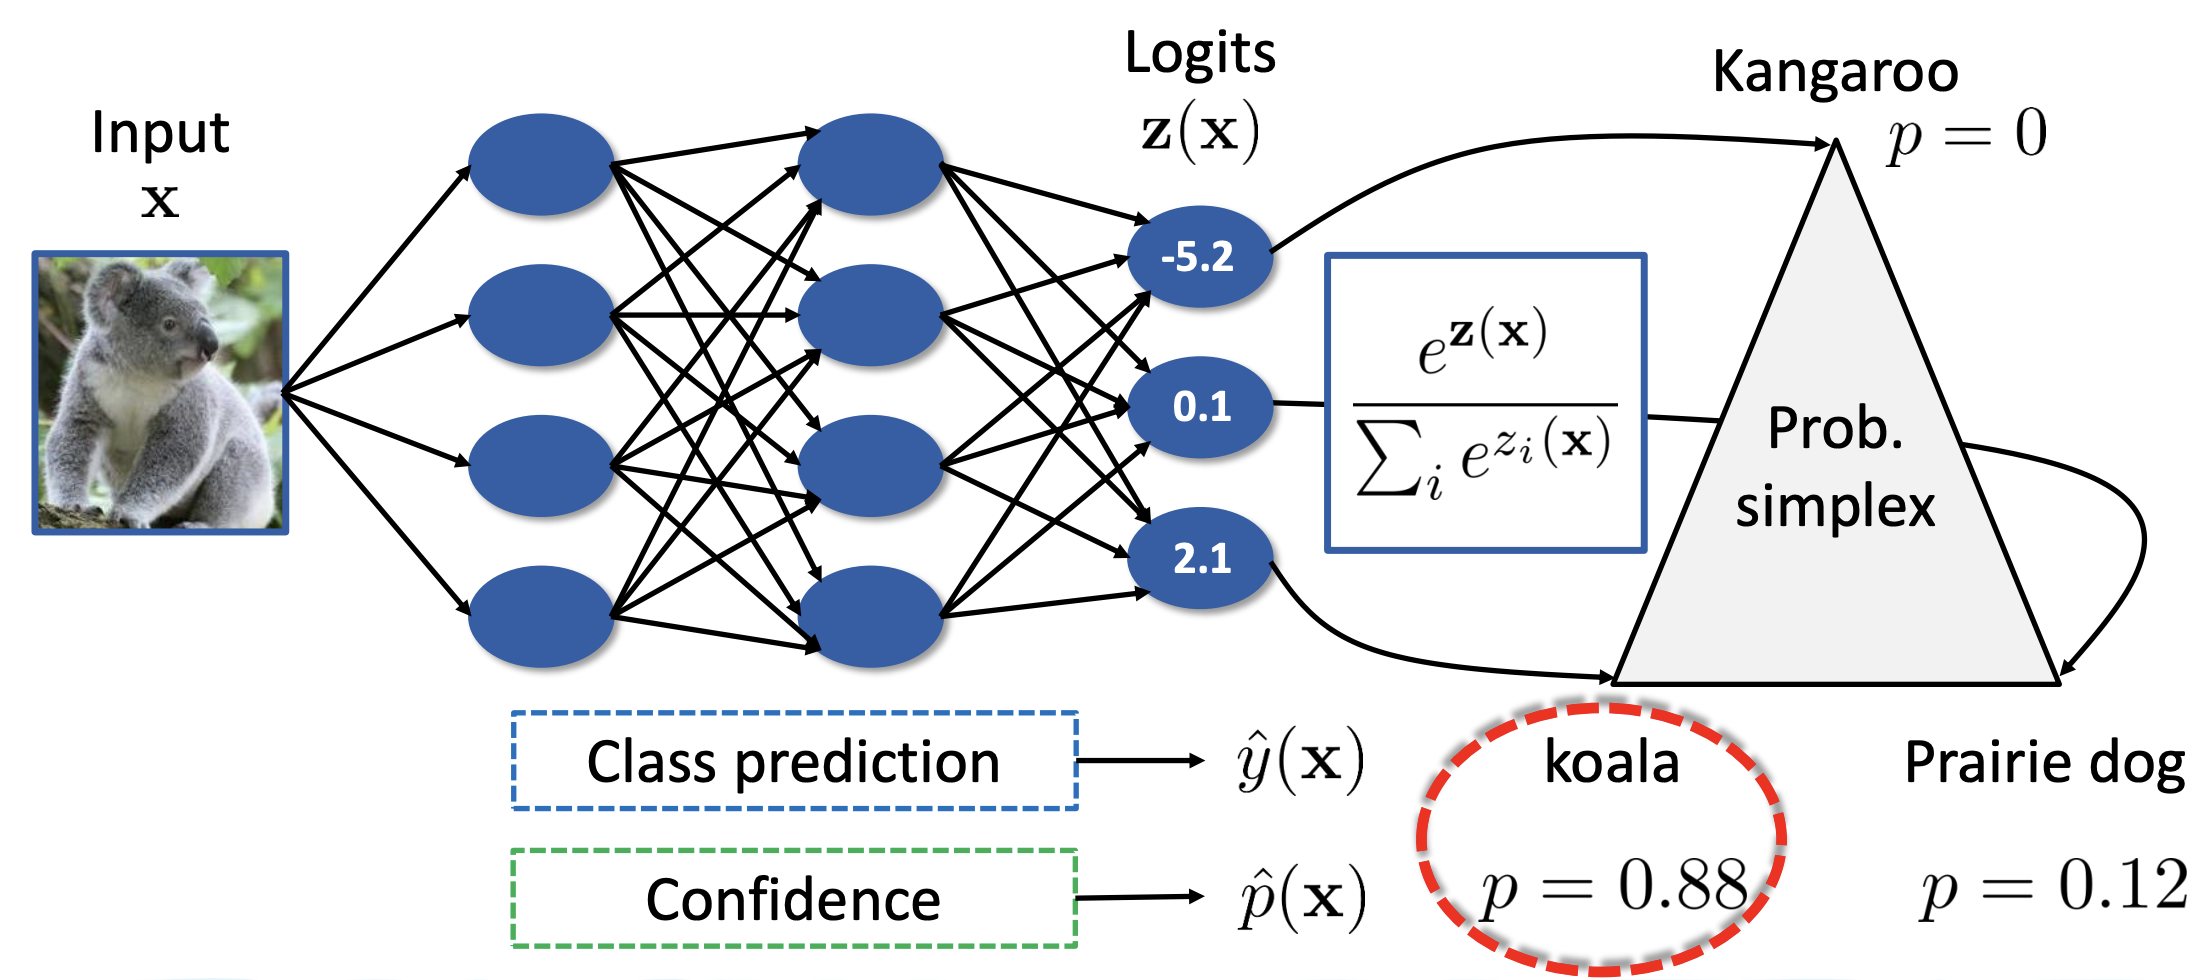 Input
x
Logits
z(x)
-5.2
0.1
2.1
e^{z(x)}
∑_i e^{z_i(x)}
Kangaroo
p = 0
Prob.
simplex
Class prediction
ŷ(x)
koala
Prairie dog
Confidence
p̂(x)
p = 0.88
p = 0.12